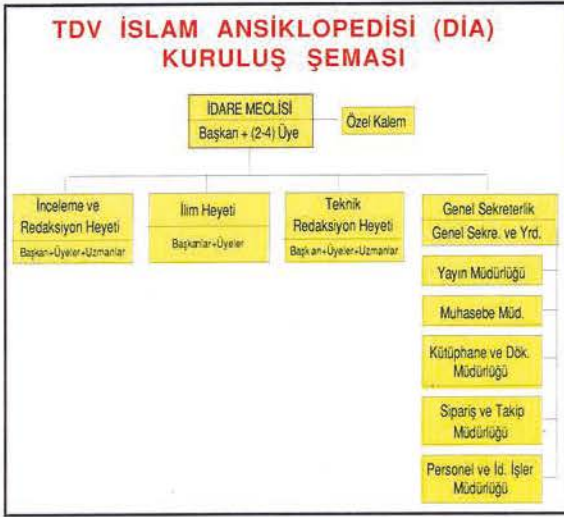 TDV İSLAM ANSİKLOPEDİSİ (DİA)
KURULUŞ ŞEMASI
İDARE MECLİSİ
Başkan + (2-4) Üye
Özel Kalem
İnceleme ve
Redaksiyon Heyeti
Başkan+Üyeler+Uzmanlar
İlim Heyeti
Başkanlar+Üyeler
Teknik
Redaksiyon Heyeti
Başkan+Üyeler+Uzmanlar
Genel Sekreterlik
Genel Sekre. ve Yrd.
Yayın Müdürlüğü
Muhasebe Müd.
Kütüphane ve Dök.
Müdürlüğü
Sipariş ve Takip
Müdürlüğü
Personel ve İd. İşler
Müdürlüğü